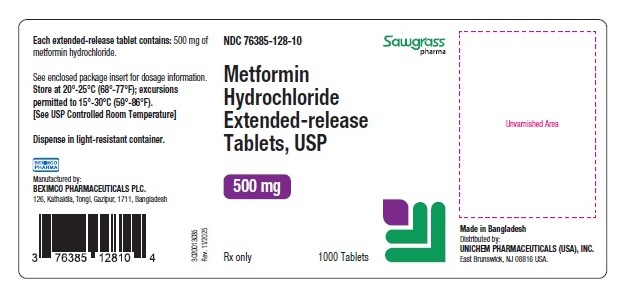 Each extended-release tablet contains: 500 mg of
metformin hydrochloride.
See enclosed package insert for dosage information.
Store at 20°-25°C (68°-77°F); excursions
permitted to 15°-30°C (59°-86°F).
[See USP Controlled Room Temperature]
Dispense in light-resistant container.
BEXIMCO
PHARMA
Manufactured by:
BEXIMCO PHARMACEUTICALS PLC.
126, Kathaldia, Tongi, Gazipur, 1711, Bangladesh
3 76385 12810 4
Rev. 11/2025
NDC 76385-128-10
Sawgrass
pharma
Metformin
Hydrochloride
Extended-release
Tablets, USP
500 mg
Rx only 1000 Tablets
Unvarnished Area
Made in Bangladesh
Distributed by:
UNICHEM PHARMACEUTICALS (USA), INC.
East Brunswick, NJ 08816 USA.